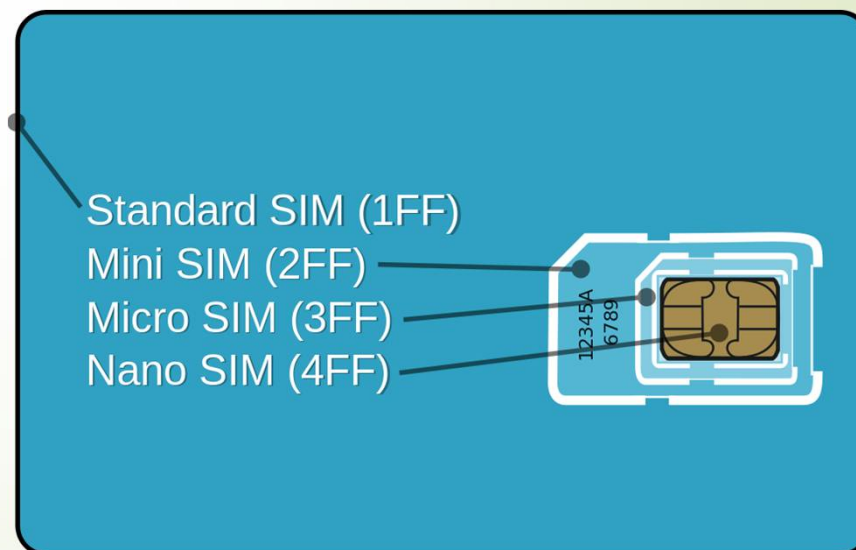 Standard SIM (1FF)
Mini SIM (2FF)
Micro SIM (3FF)
Nano SIM (4FF)
12345A
6789